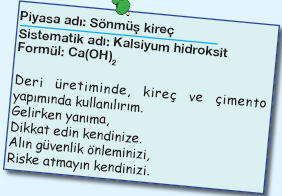 Piyasa adı: Sönmüş kireç
Sistematik adı: Kalsiyum hidroksit
Formül: Ca(OH)₂
Deri üretiminde, kireç ve çimento
yapımında kullanılırım.
Gelirken yanıma,
Dikkat edin kendinize.
Alın güvenlik önleminizi,
Riske atmayın kendinizi.